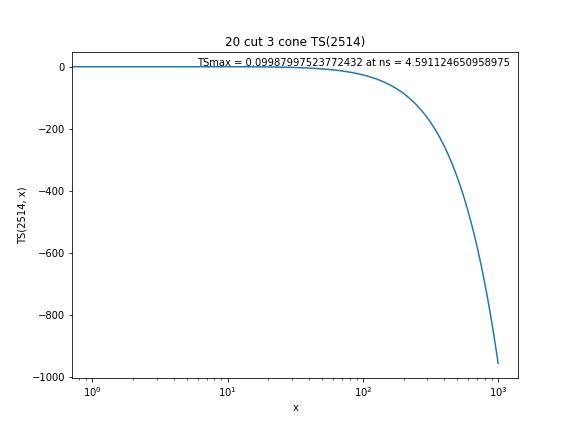 20 cut 3 cone TS(2514)
TSmax = 0.09987997523772432 at ns = 4.591124650958975
0
−200
−400
−600
−800
−1000
TS(2514, x)
10⁰
10¹
10²
10³
x